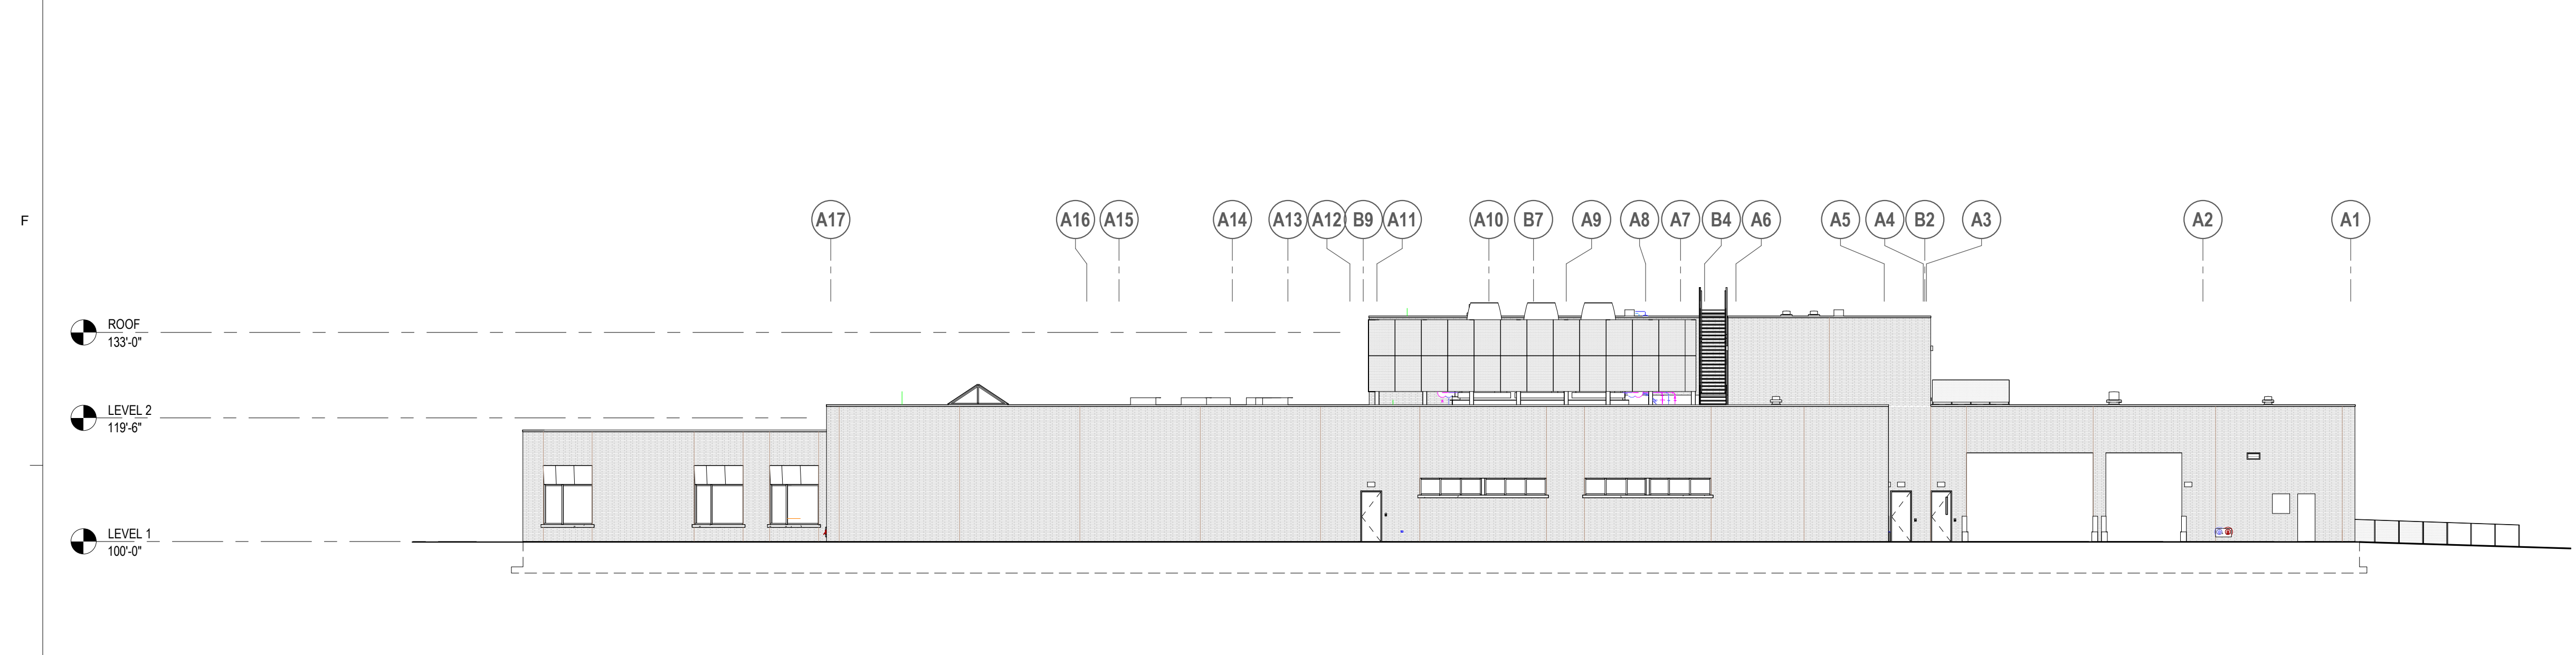 A17 A16 A15 A14 A13 A12 B9 A11 A10 B7 A9 A8 A7 B4 A6 A5 A4 B2 A3 A2 A1
F
ROOF
133'-0"
LEVEL 2
119'-6"
LEVEL 1
100'-0"